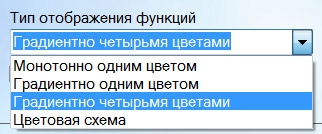 Тип отображения функций
Градиентно четырьмя цветами
Монотонно одним цветом
Градиентно одним цветом
Градиентно четырьмя цветами
Цветовая схема